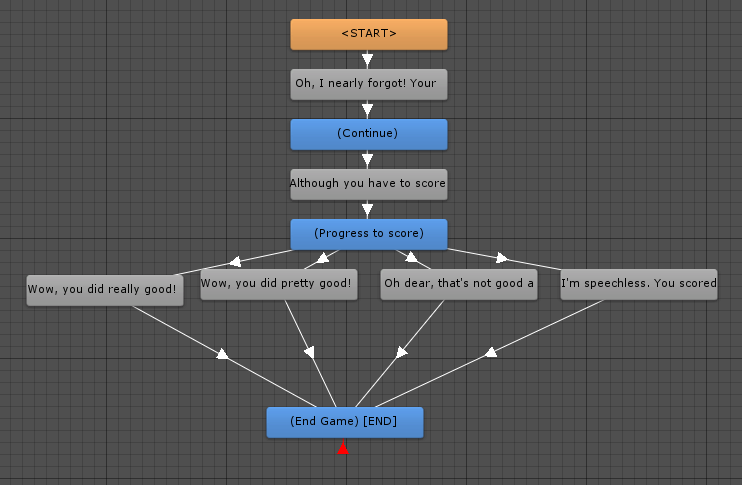 <START>
Oh, I nearly forgot! Your
(Continue)
Although you have to score
(Progress to score)
Wow, you did really good!
Wow, you did pretty good!
Oh dear, that's not good a
I'm speechless. You scored
(End Game) [END]